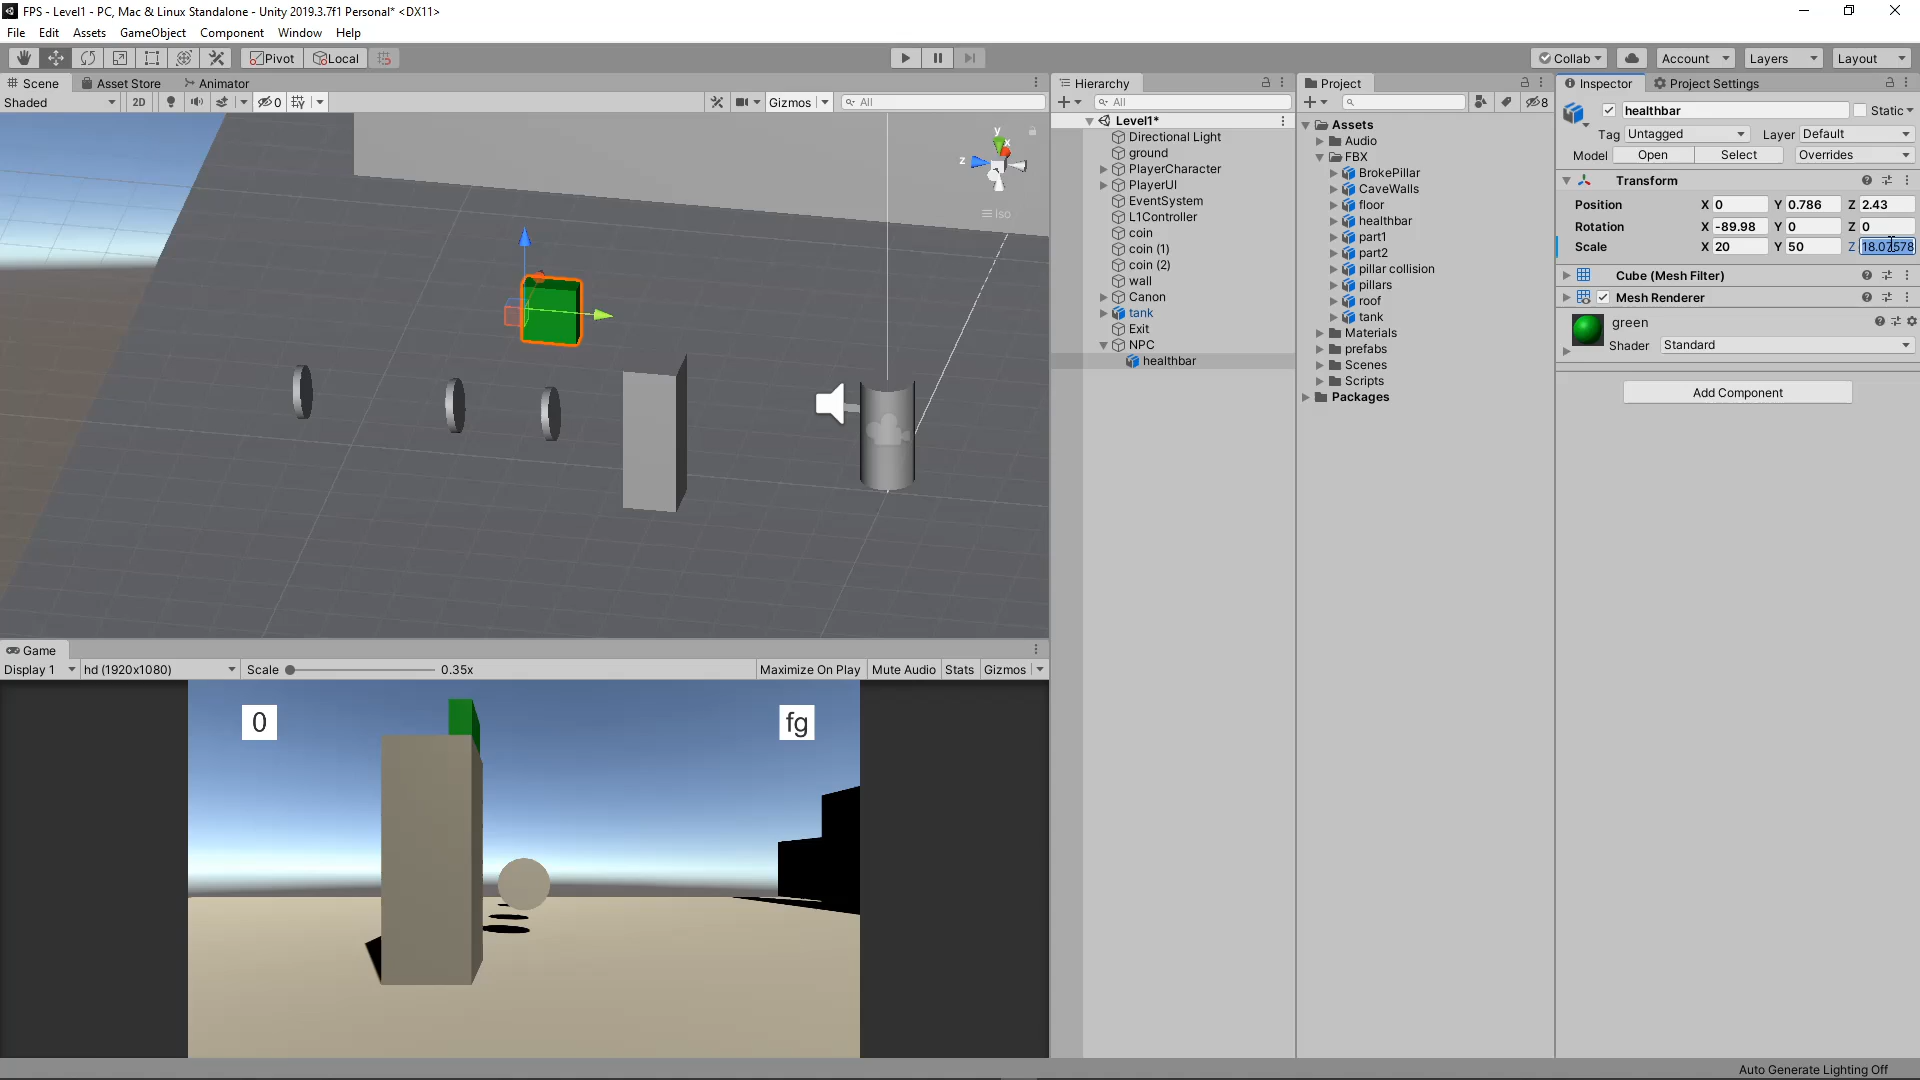 FPS - Level1 - PC, Mac & Linux Standalone - Unity 2019.3.7f1 Personal* <DX11>
File Edit Assets GameObject Component Window Help
Pivot Local Collab Account Layers Layout
Scene Asset Store Animator
Shaded 2D 0 Gizmos All
y
x
z
Iso
Game
Display 1 hd (1920x1080) Scale 0.35x Maximize On Play Mute Audio Stats Gizmos
0
fg
Hierarchy
All
Level1*
Directional Light
ground
PlayerCharacter
PlayerUI
EventSystem
L1Controller
coin
coin (1)
coin (2)
wall
Canon
tank
Exit
NPC
healthbar
Project
8
Assets
Audio
FBX
BrokePillar
CaveWalls
floor
healthbar
part1
part2
pillar collision
pillars
roof
tank
Materials
prefabs
Scenes
Scripts
Packages
Inspector Project Settings
healthbar Static
Tag Untagged Layer Default
Model Open Select Overrides
Transform
Position X 0 Y 0.786 Z 2.43
Rotation X -89.98 Y 0 Z 0
Scale X 20 Y 50 Z 18.07578
Cube (Mesh Filter)
Mesh Renderer
green
Shader Standard
Add Component
Auto Generate Lighting Off